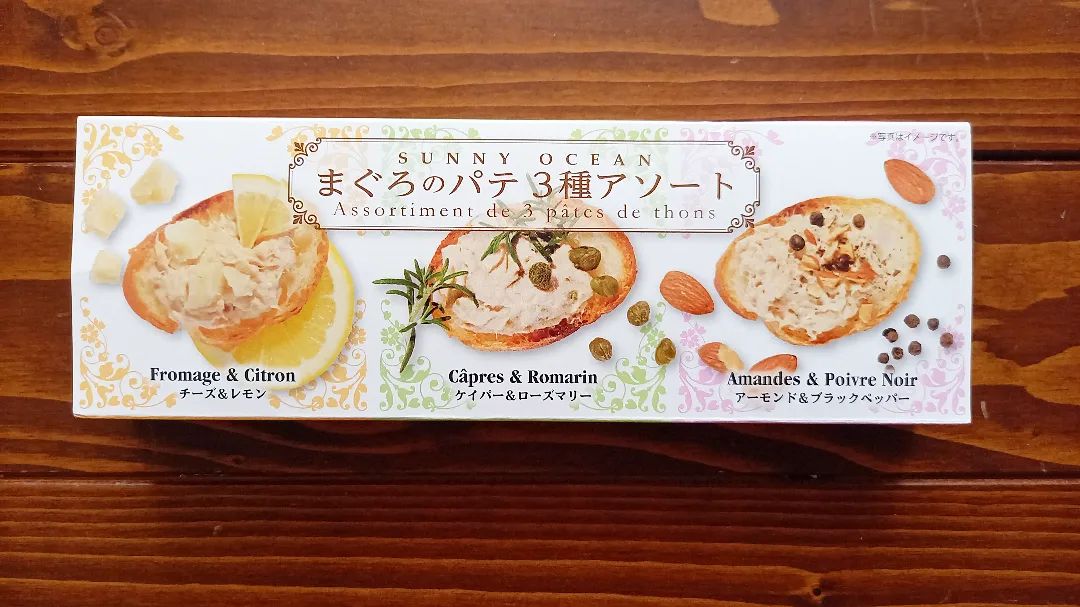 ※写真はイメージです。
SUNNY OCEAN
まぐろのパテ 3種アソート
Assortiment de 3 pâtes de thons
Fromage & Citron
チーズ&レモン
Câpres & Romarin
ケイパー&ローズマリー
Amandes & Poivre Noir
アーモンド&ブラックペッパー